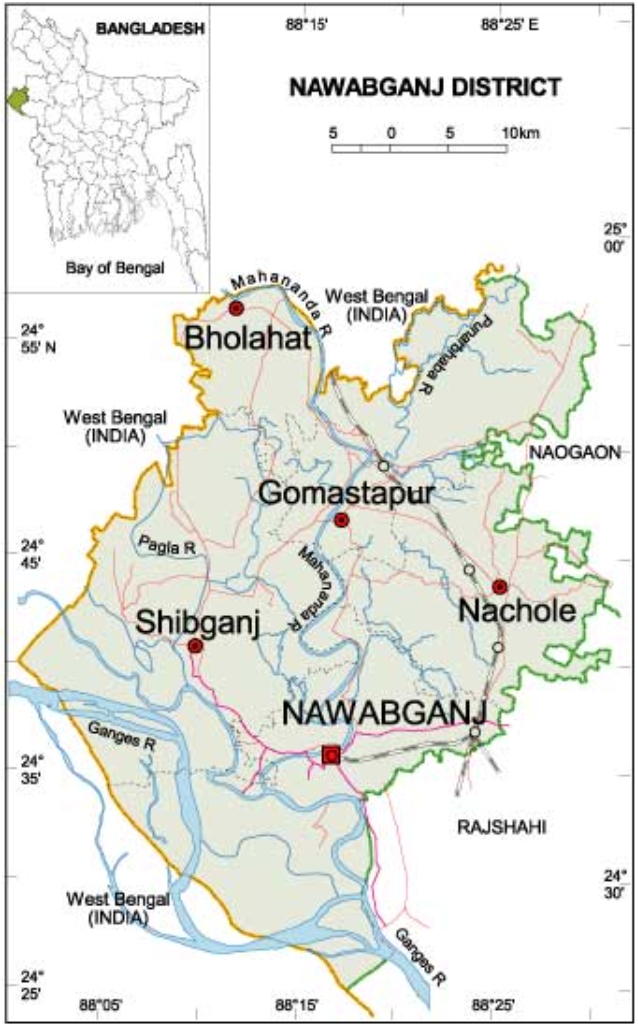 BANGLADESH
Bay of Bengal
88°15'
88°25' E
NAWABGANJ DISTRICT
5 0 5 10km
25°
00'
Mahananda R
West Bengal
(INDIA)
Punarbhaba R
24°
55' N
Bholahat
West Bengal
(INDIA)
NAOGAON
Gomastapur
24°
45'
Pagla R
Mahananda R
Nachole
Shibganj
NAWABGANJ
Ganges R
24°
35'
RAJSHAHI
24°
30'
West Bengal
(INDIA)
Ganges R
24°
25'
88°05'
88°15'
88°25'